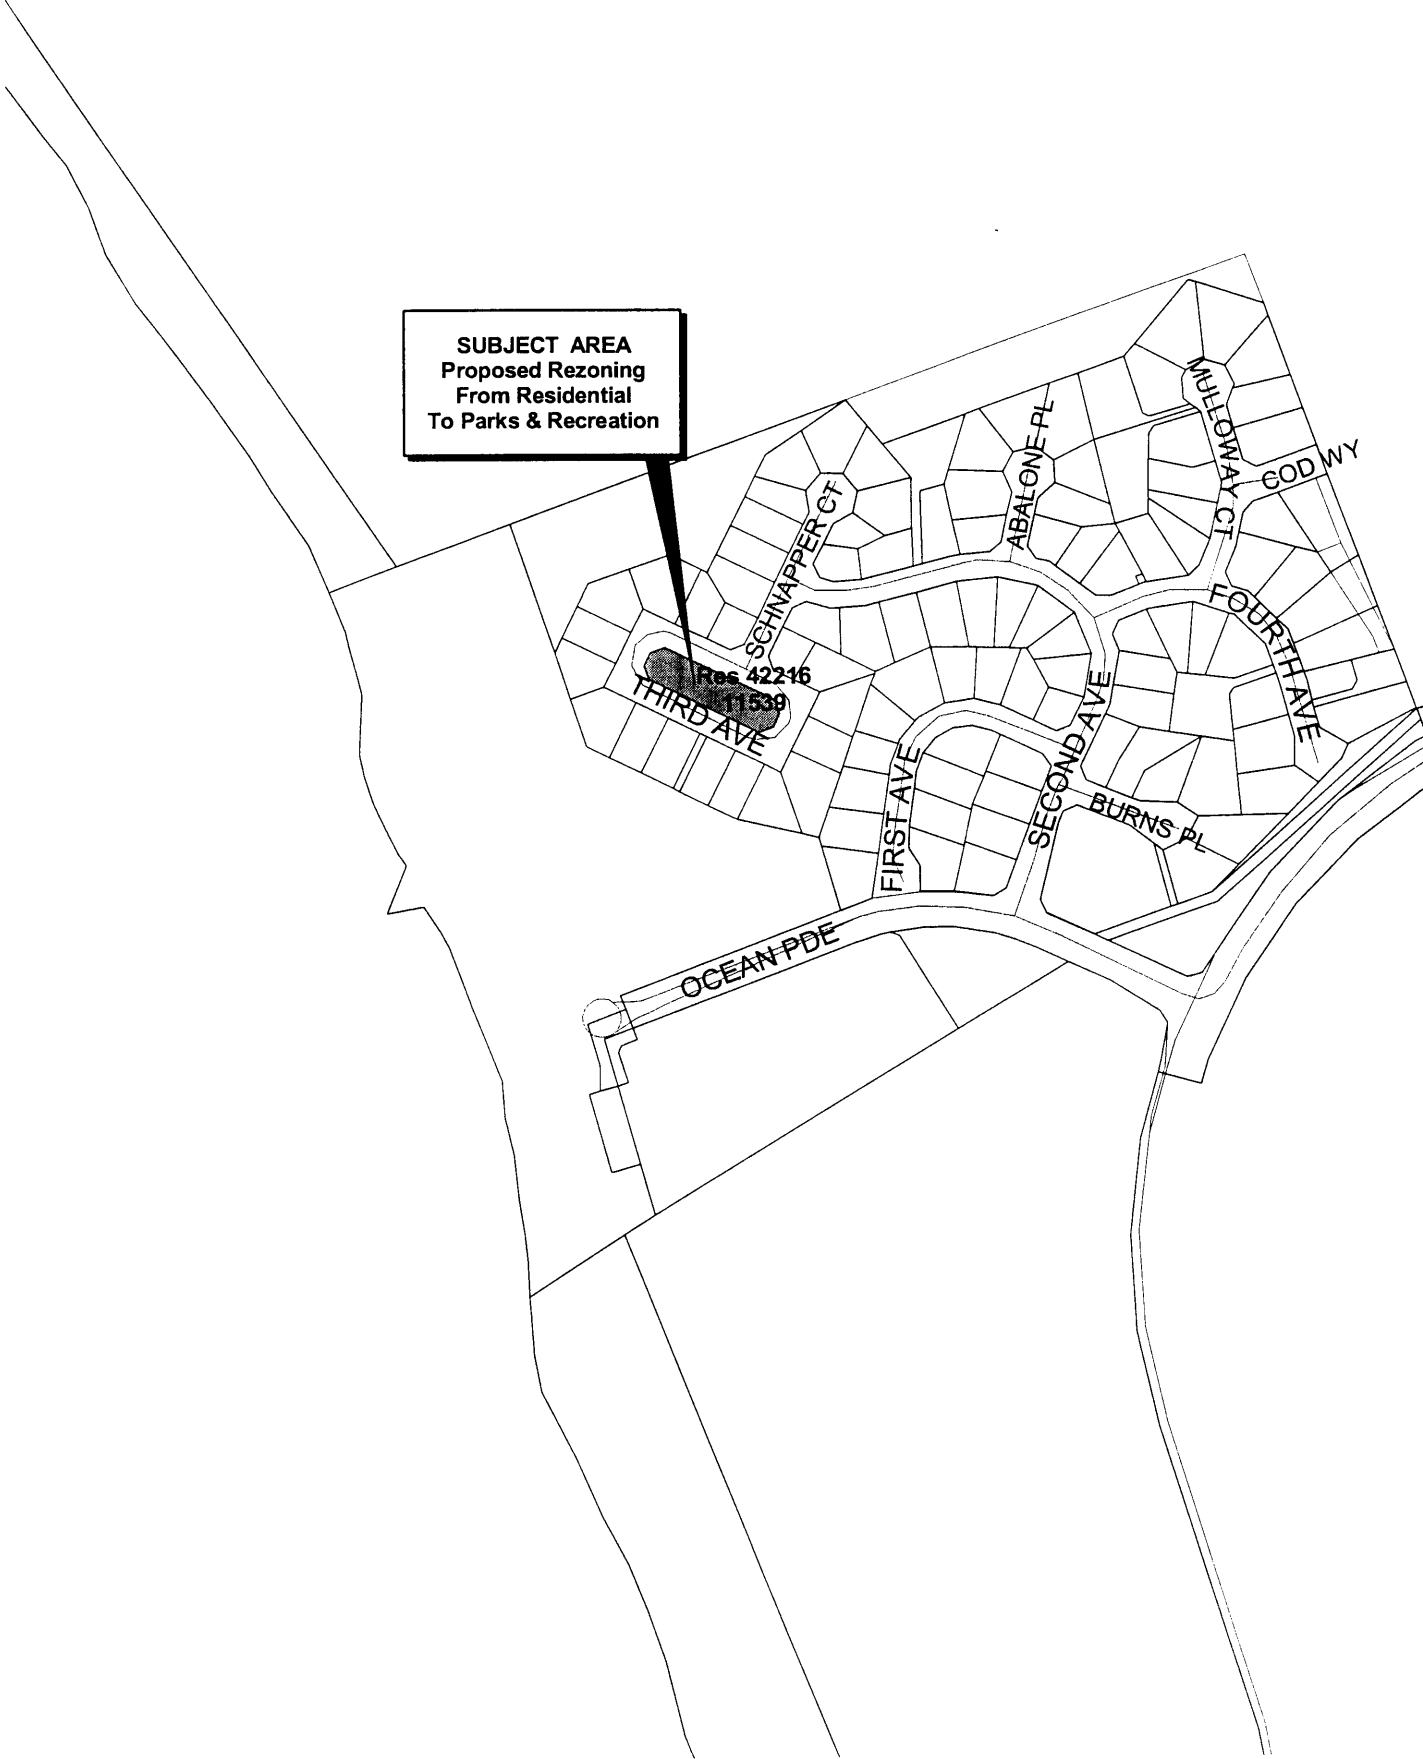 SUBJECT AREA
Proposed Rezoning
From Residential
To Parks & Recreation
MULLOWAY CT
ABALONE PL
COD WY
SCHNAPPER CT
FOURTH AVE
Res 42216
11539
THIRD AVE
SECOND AVE
FIRST AVE
BURNS PL
OCEAN PDE